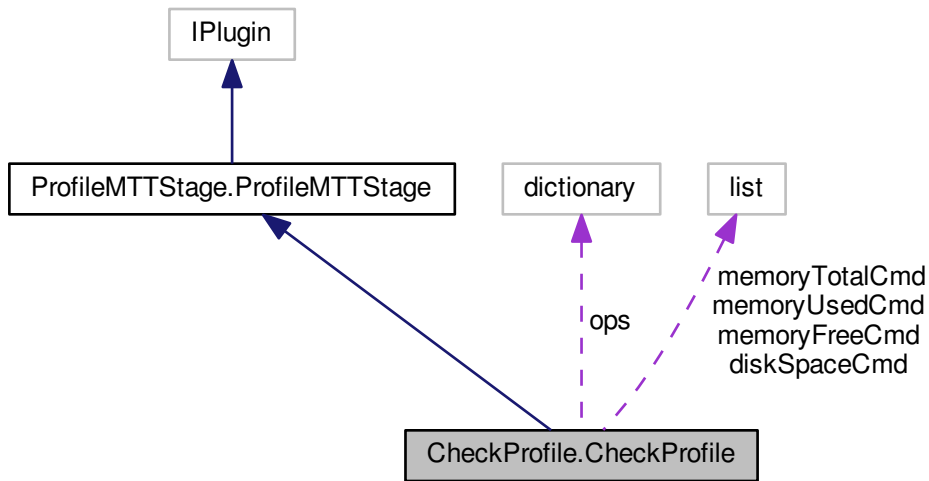 IPlugin
ProfileMTTStage.ProfileMTTStage
dictionary
list
ops
memoryTotalCmd
memoryUsedCmd
memoryFreeCmd
diskSpaceCmd
CheckProfile.CheckProfile